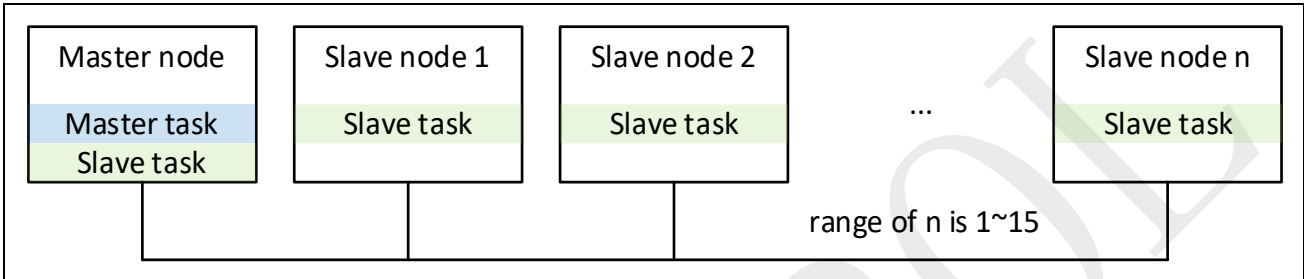 Master node
Master task
Slave task
Slave node 1
Slave task
Slave node 2
Slave task
...
Slave node n
Slave task
range of n is 1~15